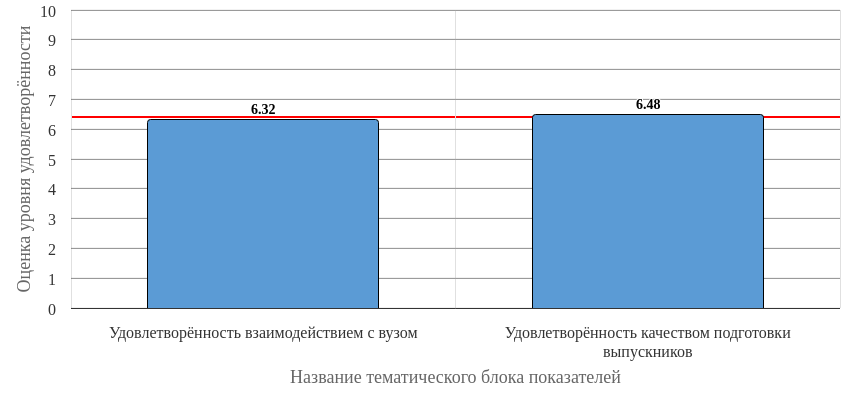 Оценка уровня удовлетворённости
10
9
8
7
6
5
4
3
2
1
0
6.32
6.48
Удовлетворённость взаимодействием с вузом
Удовлетворённость качеством подготовки
выпускников
Название тематического блока показателей